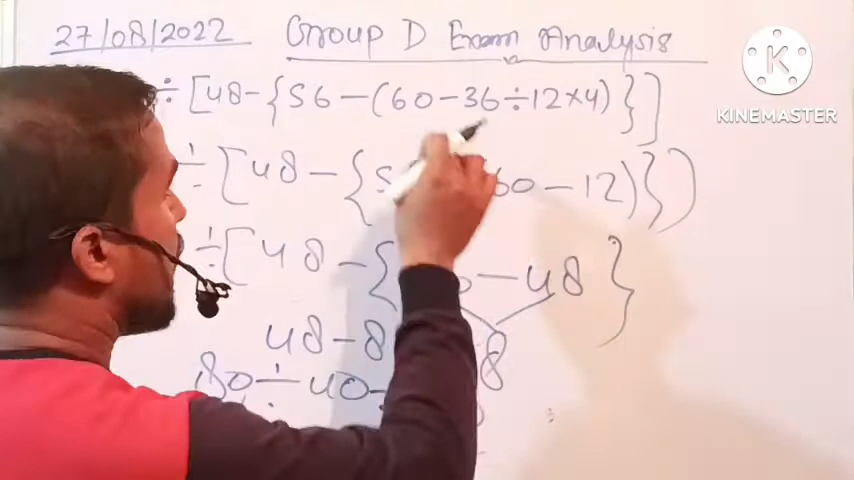 27/08/2022 Group D Exam Analysis
÷ [48-{56-(60-36÷12×4)}]
÷ [48-{5 60-12)})
÷ [48-{ -48}
48-8 8
80÷40
K
KINEMASTER